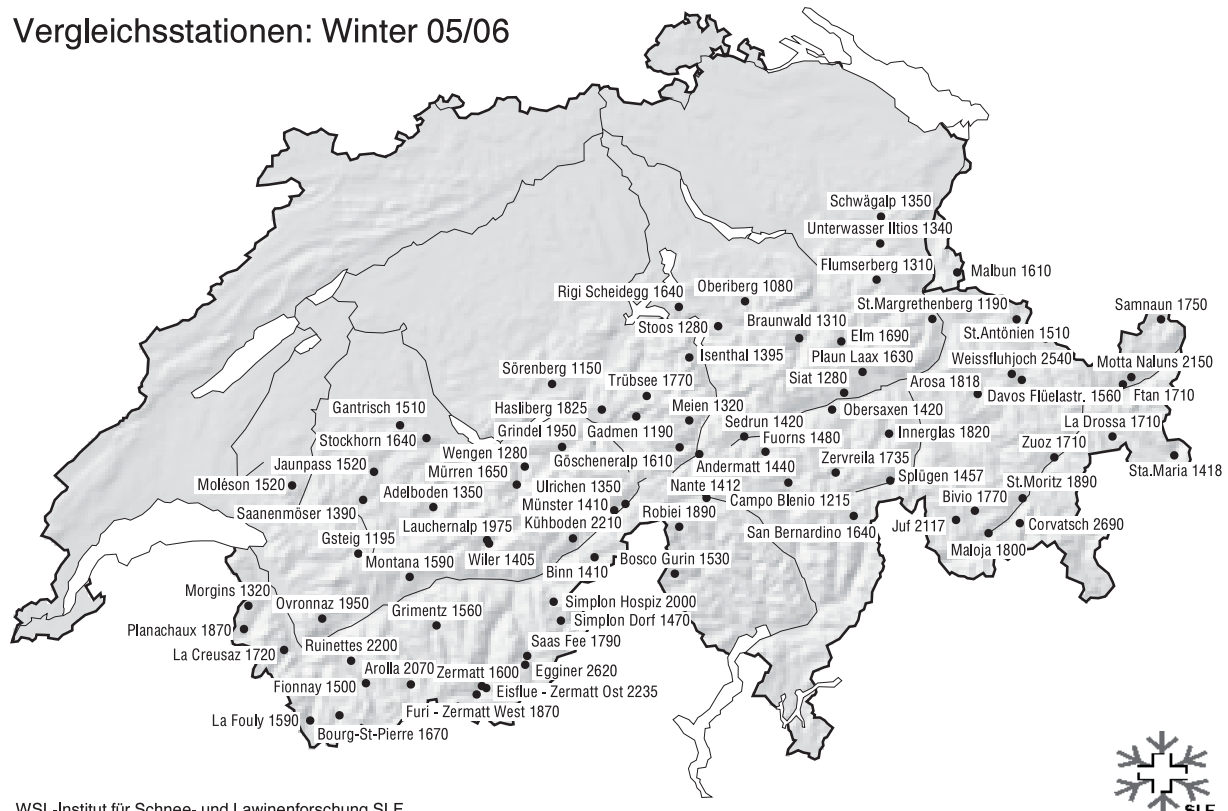 Vergleichsstationen: Winter 05/06
Schwägalp 1350
Unterwasser Iltios 1340
Flumserberg 1310
Malbun 1610
Oberiberg 1080
Rigi Scheidegg 1640
St.Margrethenberg 1190
Samnaun 1750
Stoos 1280
Braunwald 1310
Elm 1690
St.Antönien 1510
Isenthal 1395
Plaun Laax 1630
Weissfluhjoch 2540
Motta Naluns 2150
Sörenberg 1150
Trübsee 1770
Siat 1280
Arosa 1818
Davos Flüelastr. 1560
Ftan 1710
Gantrisch 1510
Hasliberg 1825
Meien 1320
Obersaxen 1420
La Drossa 1710
Stockhorn 1640
Grindel 1950
Gadmen 1190
Sedrun 1420
Fuorns 1480
Innerglas 1820
Zuoz 1710
Wengen 1280
Göscheneralp 1610
Andermatt 1440
Zervreila 1735
Jaunpass 1520
Mürren 1650
Sta.Maria 1418
Moléson 1520
Adelboden 1350
Ulrichen 1350
Nante 1412
Splügen 1457
St.Moritz 1890
Saanenmöser 1390
Münster 1410
Campo Blenio 1215
Bivio 1770
Lauchernalp 1975
Kühboden 2210
Robiei 1890
San Bernardino 1640
Juf 2117
Corvatsch 2690
Gsteig 1195
Maloja 1800
Montana 1590
Wiler 1405
Binn 1410
Bosco Gurin 1530
Morgins 1320
Ovronnaz 1950
Grimentz 1560
Simplon Hospiz 2000
Simplon Dorf 1470
Planachaux 1870
La Creusaz 1720
Ruinettes 2200
Saas Fee 1790
Arolla 2070
Zermatt 1600
Egginer 2620
Fionnay 1500
Eisflue - Zermatt Ost 2235
Furi - Zermatt West 1870
La Fouly 1590
Bourg-St-Pierre 1670
WSL-Institut für Schnee- und Lawinenforschung SLF
SLF